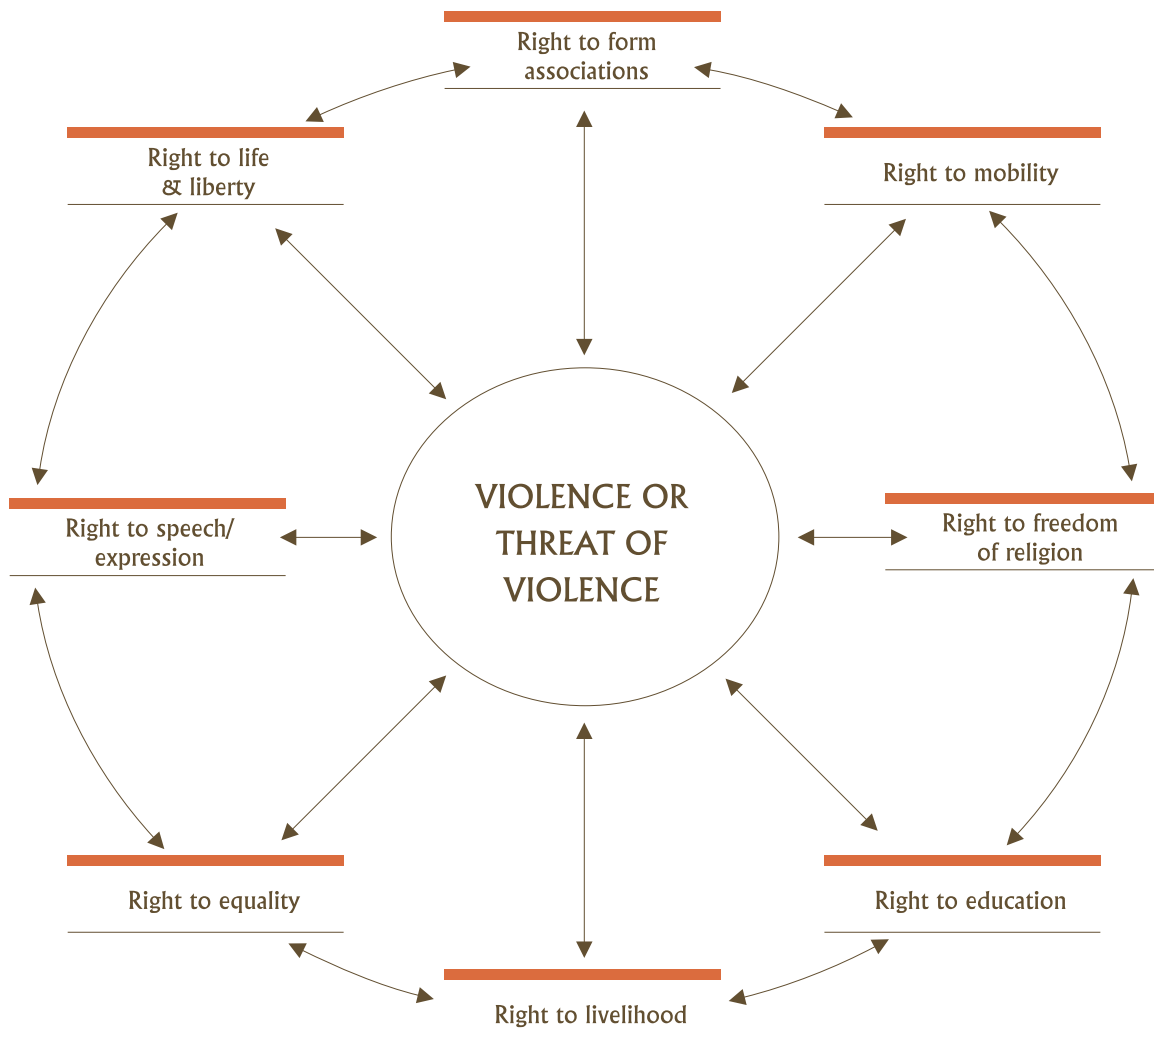 Right to form
associations
Right to life
& liberty
Right to mobility
VIOLENCE OR
THREAT OF
VIOLENCE
Right to speech/
expression
Right to freedom
of religion
Right to equality
Right to education
Right to livelihood